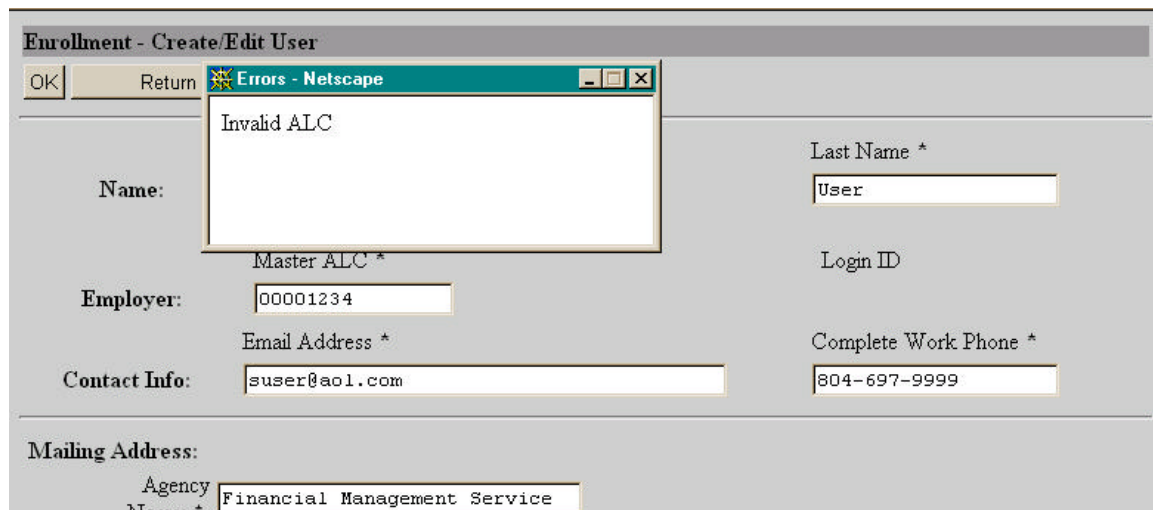 Enrollment - Create/Edit User
OK Return
Errors - Netscape
Invalid ALC
Last Name *
Name: User
Master ALC * Login ID
Employer: 00001234
Email Address * Complete Work Phone *
Contact Info: suser@aol.com 804-697-9999
Mailing Address:
Agency
Name * Financial Management Service